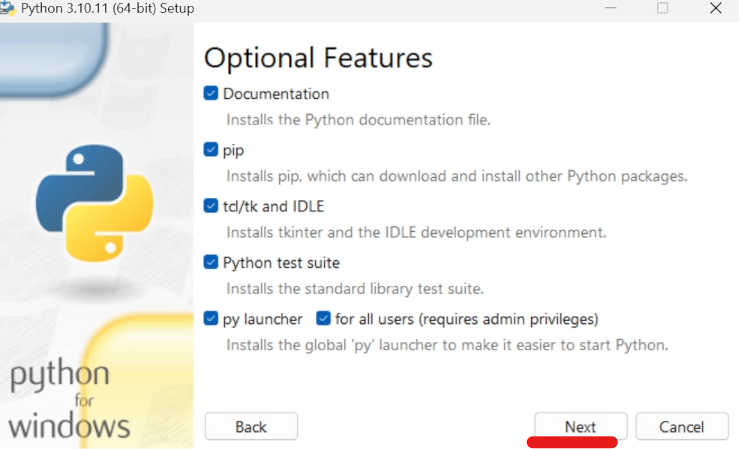 Python 3.10.11 (64-bit) Setup
Optional Features
Documentation
Installs the Python documentation file.
pip
Installs pip, which can download and install other Python packages.
tcl/tk and IDLE
Installs tkinter and the IDLE development environment.
Python test suite
Installs the standard library test suite.
py launcher for all users (requires admin privileges)
Installs the global 'py' launcher to make it easier to start Python.
python
for
windows
Back Next Cancel